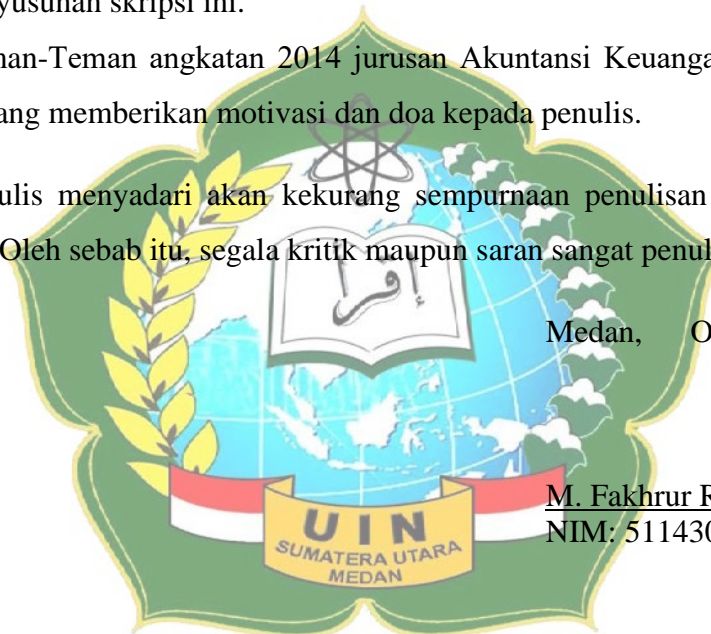 yusunan skripsi ini.
nan-Teman angkatan 2014 jurusan Akuntansi Keuanga
ang memberikan motivasi dan doa kepada penulis.
ulis menyadari akan kekurang sempurnaan penulisan
Oleh sebab itu, segala kritik maupun saran sangat penul
إقرأ
Medan, O
M. Fakhrur R
NIM: 511430
UIN
SUMATERA UTARA
MEDAN